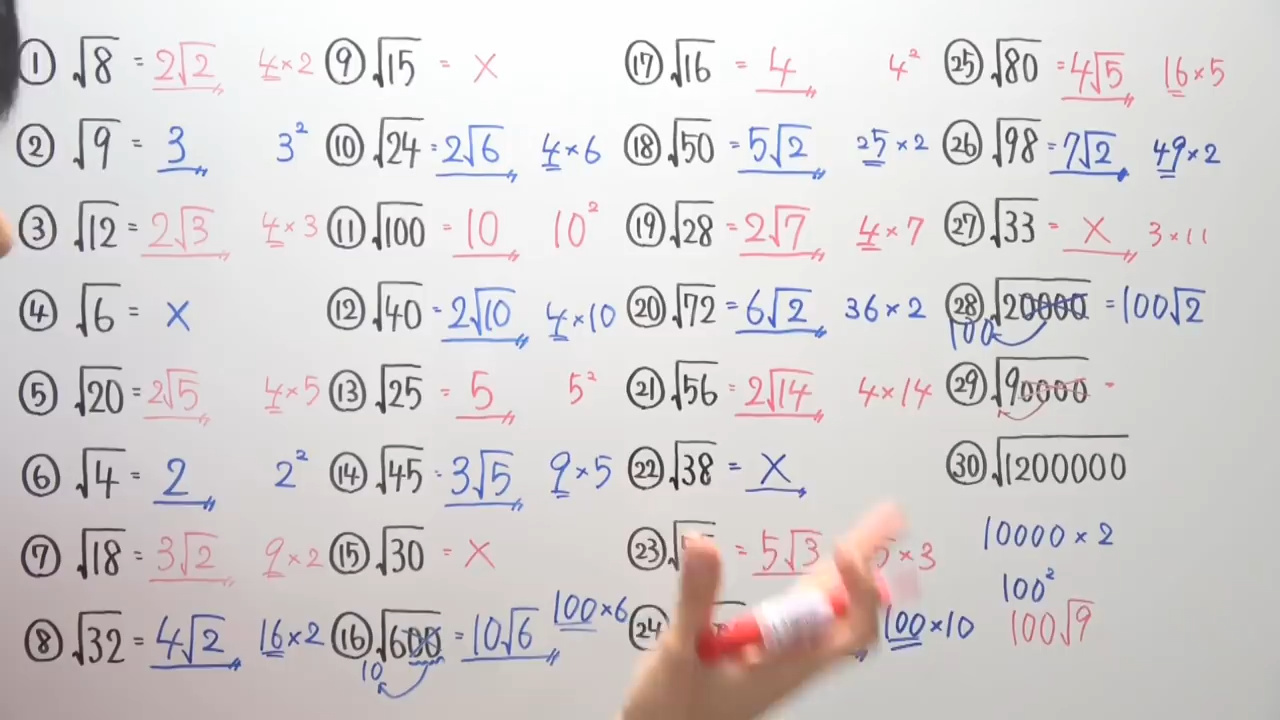 ① √8 = 2√2 4×2
② √9 = 3 3²
③ √12 = 2√3 4×3
④ √6 = ×
⑤ √20 = 2√5 4×5
⑥ √4 = 2 2²
⑦ √18 = 3√2 9×2
⑧ √32 = 4√2 16×2
⑨ √15 = ×
⑩ √24 = 2√6 4×6
⑪ √100 = 10 10²
⑫ √40 = 2√10 4×10
⑬ √25 = 5 5²
⑭ √45 = 3√5 9×5
⑮ √30 = ×
⑯ √600 = 10√6 100×6
10
⑰ √16 = 4 4²
⑱ √50 = 5√2 25×2
⑲ √28 = 2√7 4×7
⑳ √72 = 6√2 36×2
㉑ √56 = 2√14 4×14
㉒ √38 = ×
㉓ = 5√3 ×3
㉔ 100×10
㉕ √80 = 4√5 16×5
㉖ √98 = 7√2 49×2
㉗ √33 = × 3×11
㉘ √20000 = 100√2
100
㉙ √90000 =
㉚ √1200000
10000×2
100²
100√9